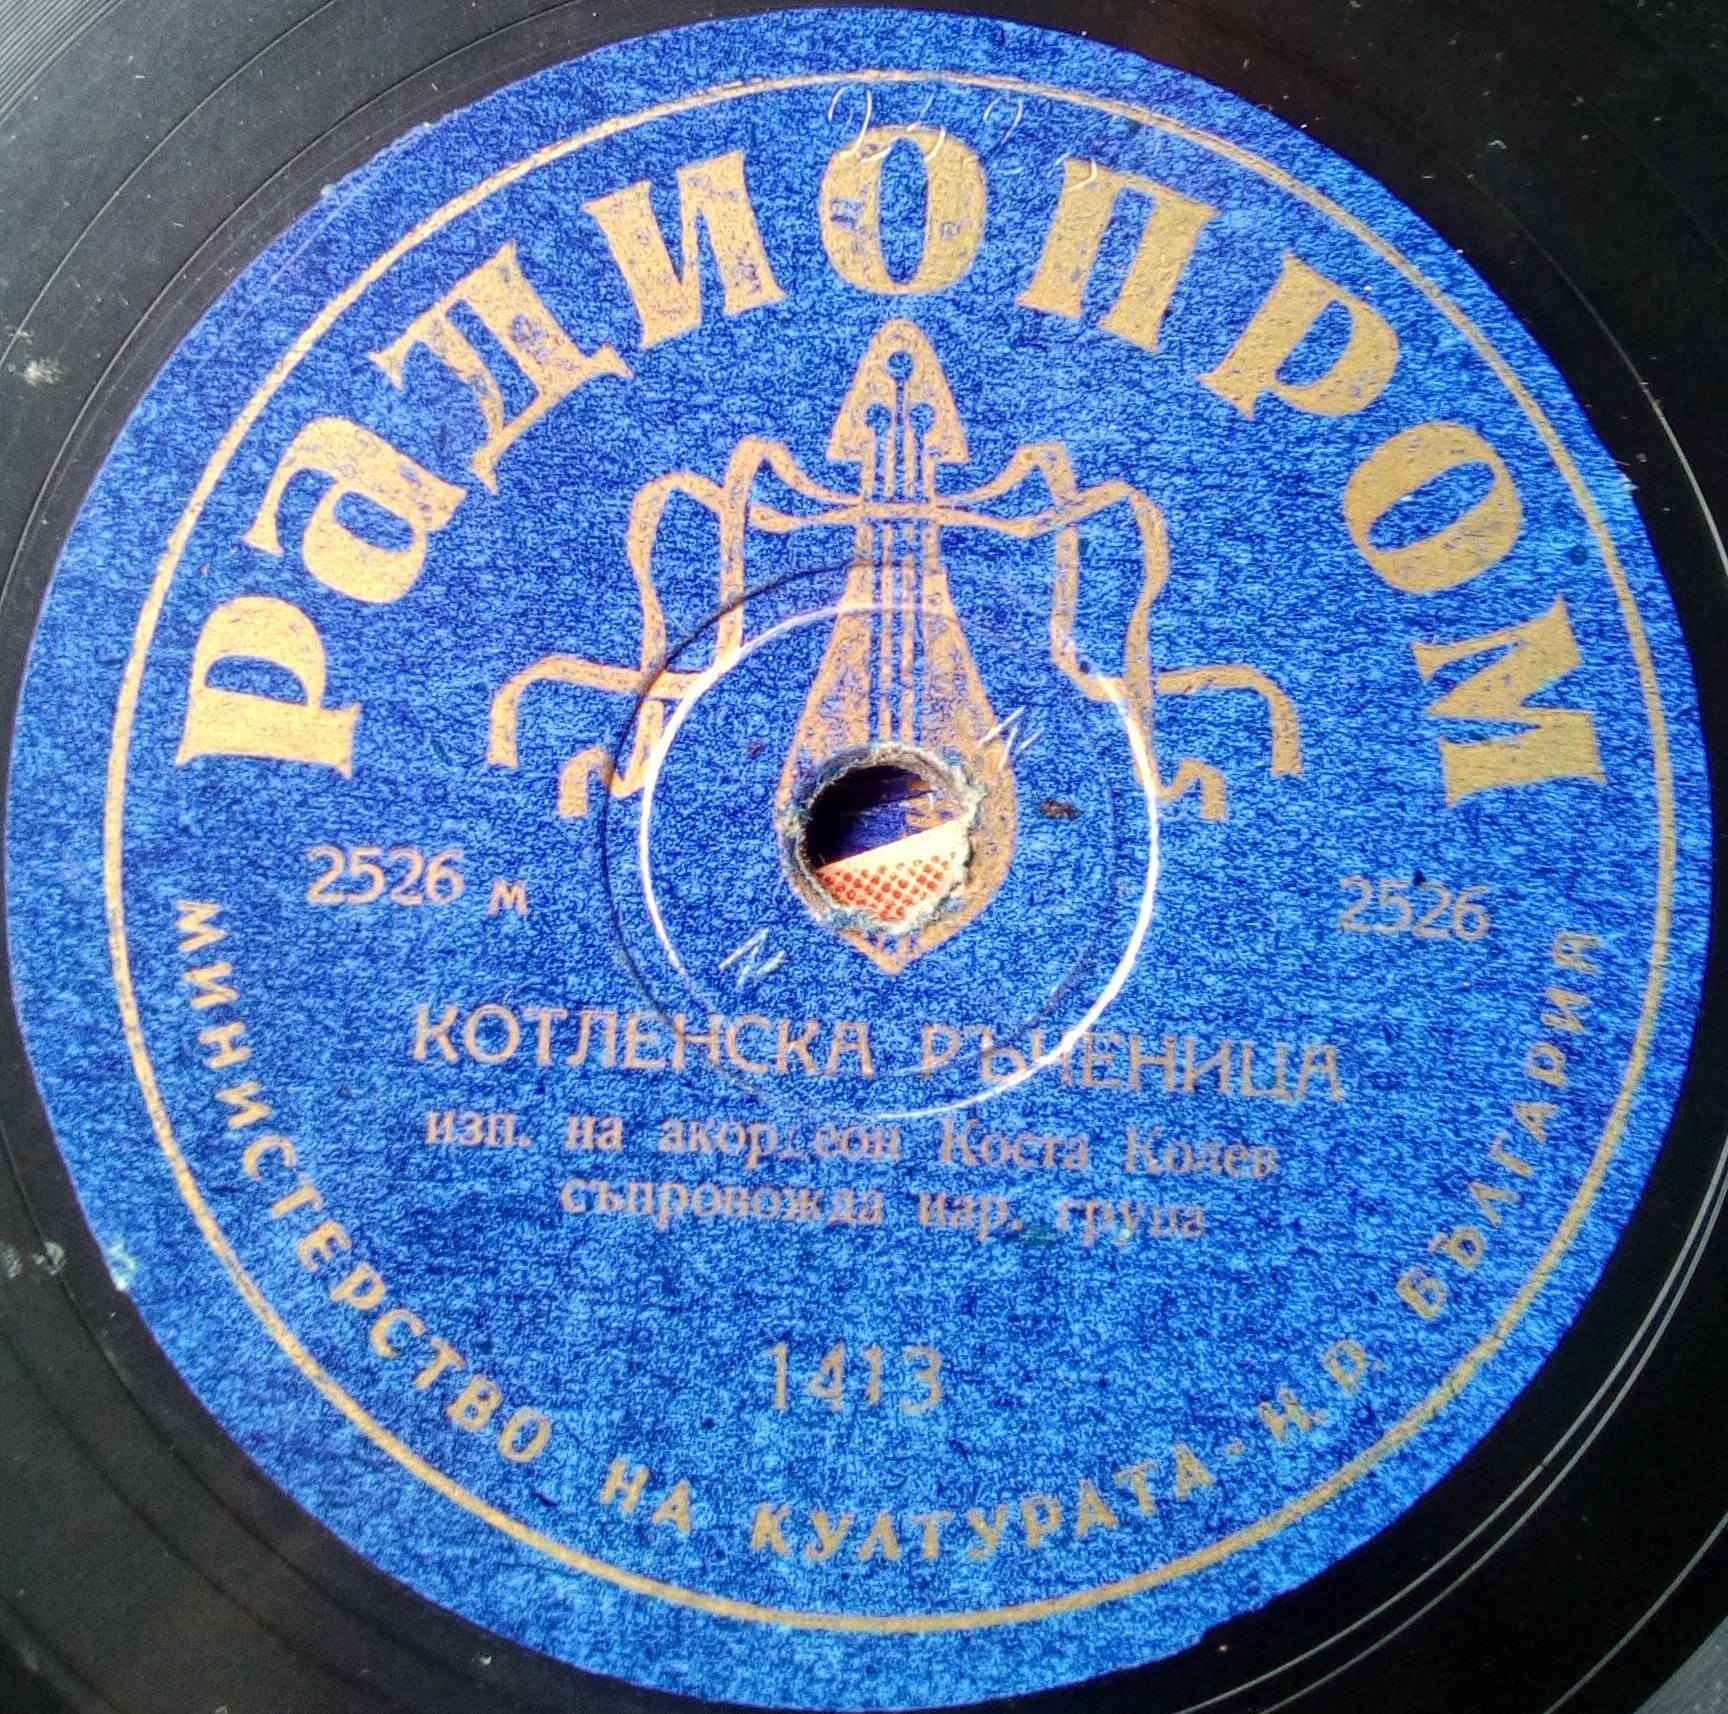 Радиопром
2526 м
2526
КОТЛЕНСКА РЪЧЕНИЦА
изп. на акордеон Коста Колев
съпровожда нар. група
1413
МИНИСТЕРСТВО НА КУЛТУРАТА - Н. Р. БЪЛГАРИЯ